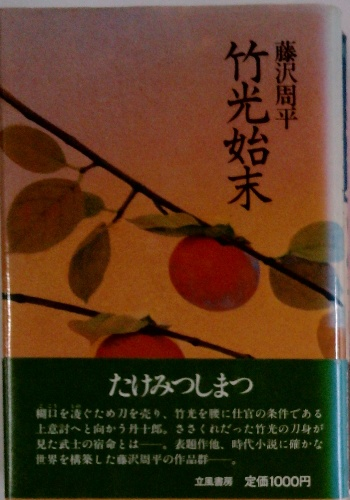 藤沢周平
竹光始末
たけみつしまつ
糊口を凌ぐため刀を売り、竹光を腰に仕官の条件である
上意討へと向かう丹十郎。ささくれだった竹光の刀身が
見た武士の宿命とは——。表題作他、時代小説に確かな
世界を構築した藤沢周平の作品群——。
立風書房 定価1000円